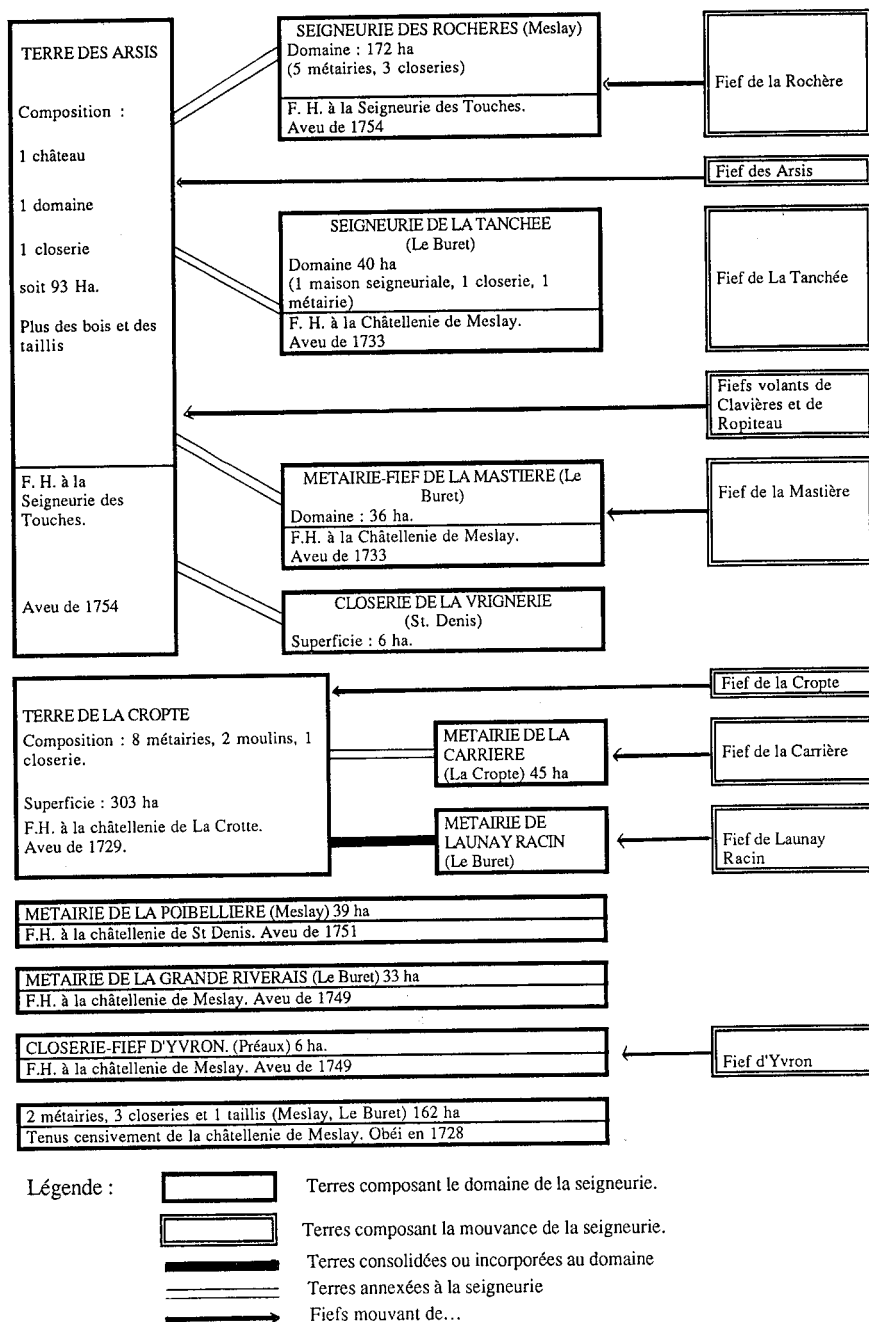 TERRE DES ARSIS
Composition :
1 château
1 domaine
1 closerie
soit 93 Ha.
Plus des bois et des
taillis
F. H. à la
Seigneurie des
Touches.
Aveu de 1754
SEIGNEURIE DES ROCHERES (Meslay)
Domaine : 172 ha
(5 métairies, 3 closeries)
F. H. à la Seigneurie des Touches.
Aveu de 1754
Fief de la Rochère
Fief des Arsis
SEIGNEURIE DE LA TANCHEE
(Le Buret)
Domaine 40 ha
(1 maison seigneuriale, 1 closerie, 1
métairie)
F. H. à la Châtellenie de Meslay.
Aveu de 1733
Fief de La Tanchée
Fiefs volants de
Clavières et de
Ropiteau
METAIRIE-FIEF DE LA MASTIERE (Le
Buret)
Domaine : 36 ha.
F.H. à la Châtellenie de Meslay.
Aveu de 1733
Fief de la Mastière
CLOSERIE DE LA VRIGNERIE
(St. Denis)
Superficie : 6 ha.
TERRE DE LA CROPTE
Composition : 8 métairies, 2 moulins, 1
closerie.
Superficie : 303 ha
F.H. à la châtellenie de La Crotte.
Aveu de 1729.
Fief de la Cropte
METAIRIE DE LA
CARRIERE
(La Cropte) 45 ha
Fief de la Carrière
METAIRIE DE
LAUNAY RACIN
(Le Buret)
Fief de Launay
Racin
METAIRIE DE LA POIBELLIERE (Meslay) 39 ha
F.H. à la châtellenie de St Denis. Aveu de 1751
METAIRIE DE LA GRANDE RIVERAIS (Le Buret) 33 ha
F.H. à la châtellenie de Meslay. Aveu de 1749
CLOSERIE-FIEF D'YVRON. (Préaux) 6 ha.
F.H. à la châtellenie de Meslay. Aveu de 1749
Fief d'Yvron
2 métairies, 3 closeries et 1 taillis (Meslay, Le Buret) 162 ha
Tenus censivement de la châtellenie de Meslay. Obéi en 1728
Légende :
Terres composant le domaine de la seigneurie.
Terres composant la mouvance de la seigneurie.
Terres consolidées ou incorporées au domaine
Terres annexées à la seigneurie
Fiefs mouvant de...